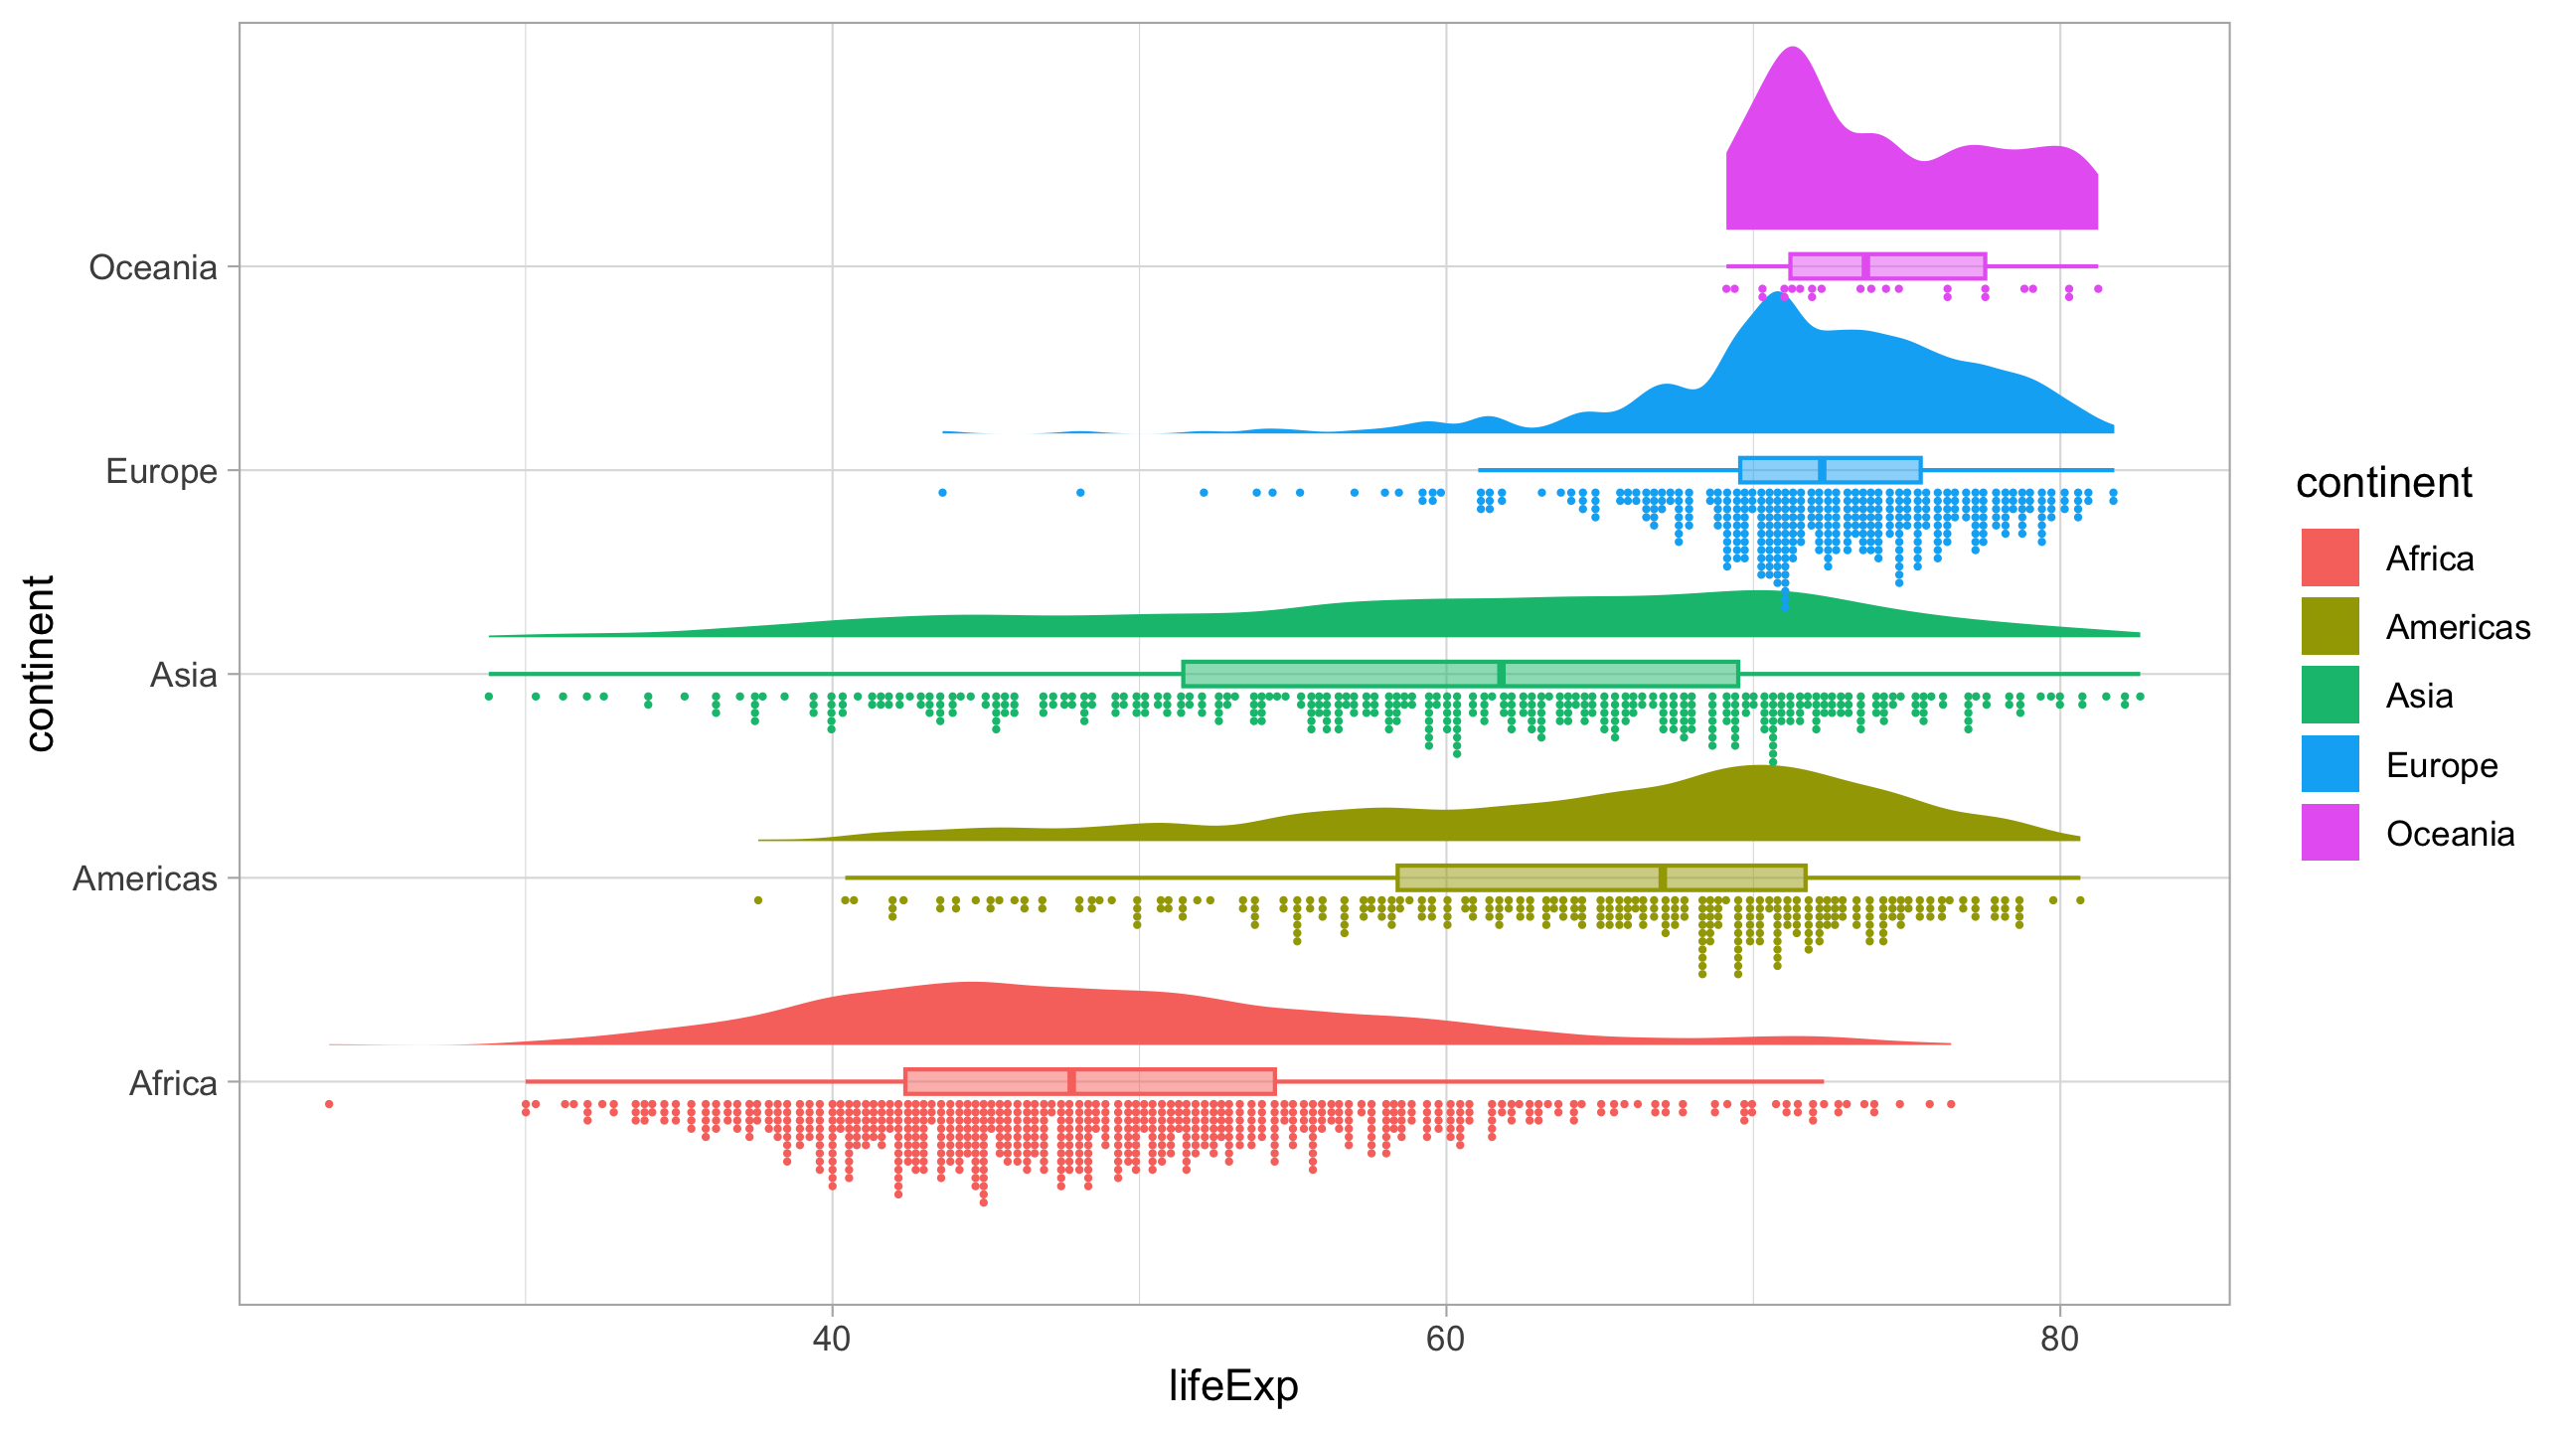 Oceania
Europe
Asia
Americas
Africa
continent
40
60
80
lifeExp
continent
Africa
Americas
Asia
Europe
Oceania